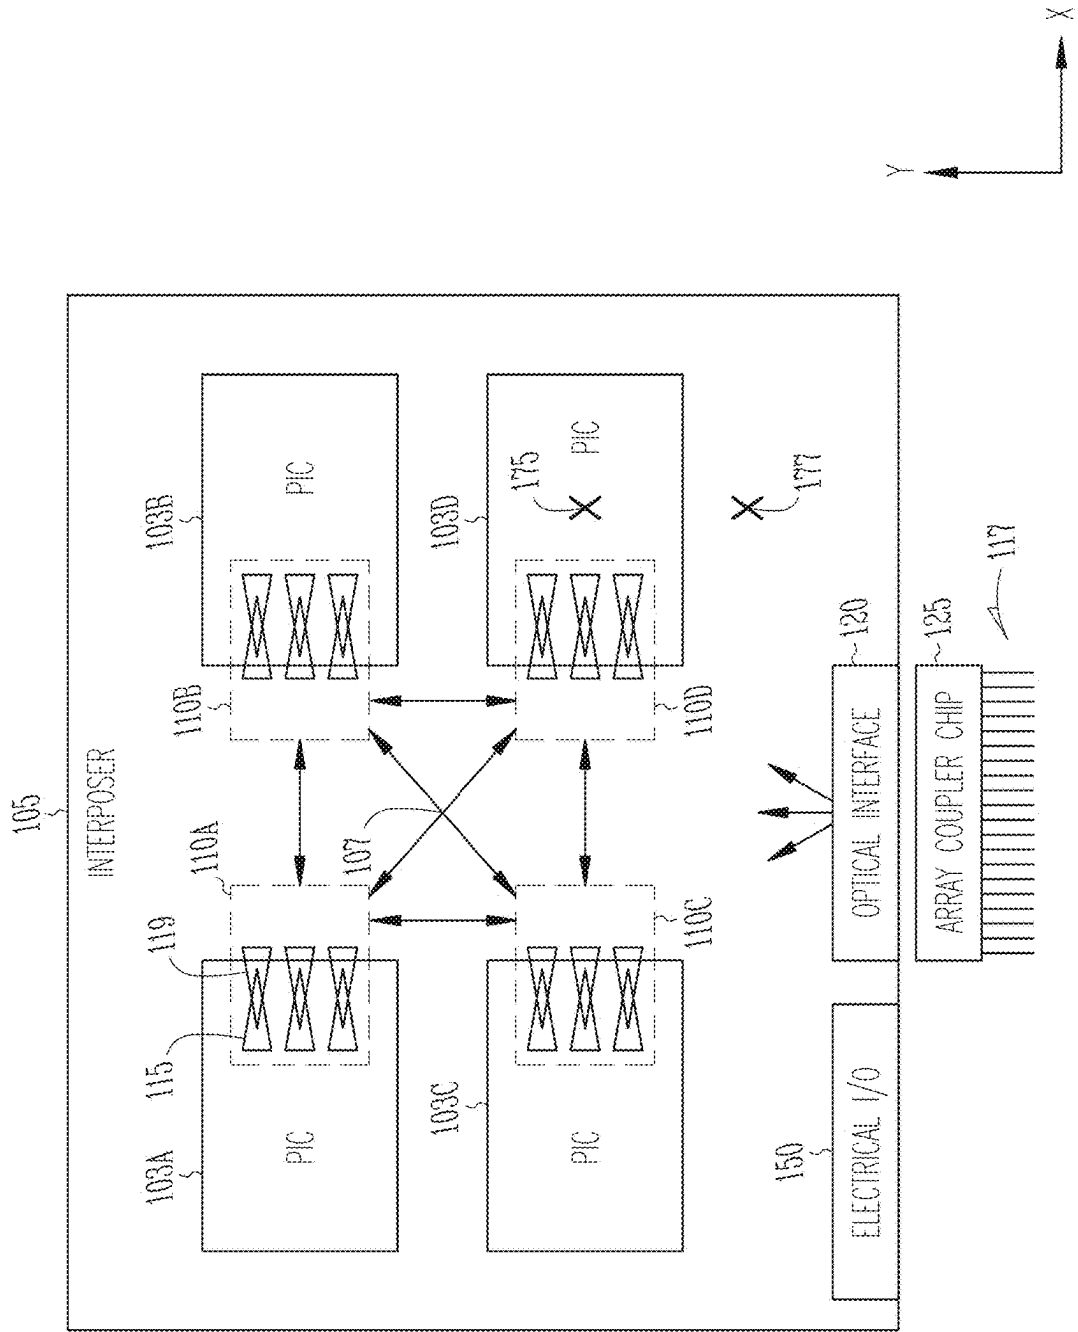 105
INTERPOSER
103A
115
119
103B
110A
110B
PIC
PIC
107
103C
103D
175
PIC
PIC
110C
110D
150
177
120
ELECTRICAL I/O
OPTICAL INTERFACE
125
ARRAY COUPLER CHIP
117
Y
X